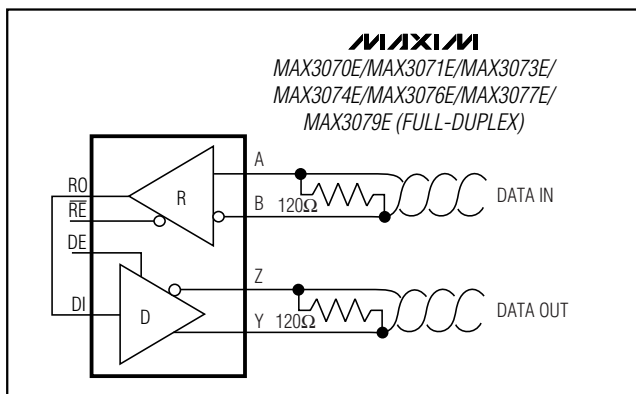 MAXIM
MAX3070E/MAX3071E/MAX3073E/
MAX3074E/MAX3076E/MAX3077E/
MAX3079E (FULL-DUPLEX)
A
RO
R
DATA IN
RE
B
120Ω
DE
Z
DI
D
DATA OUT
Y
120Ω